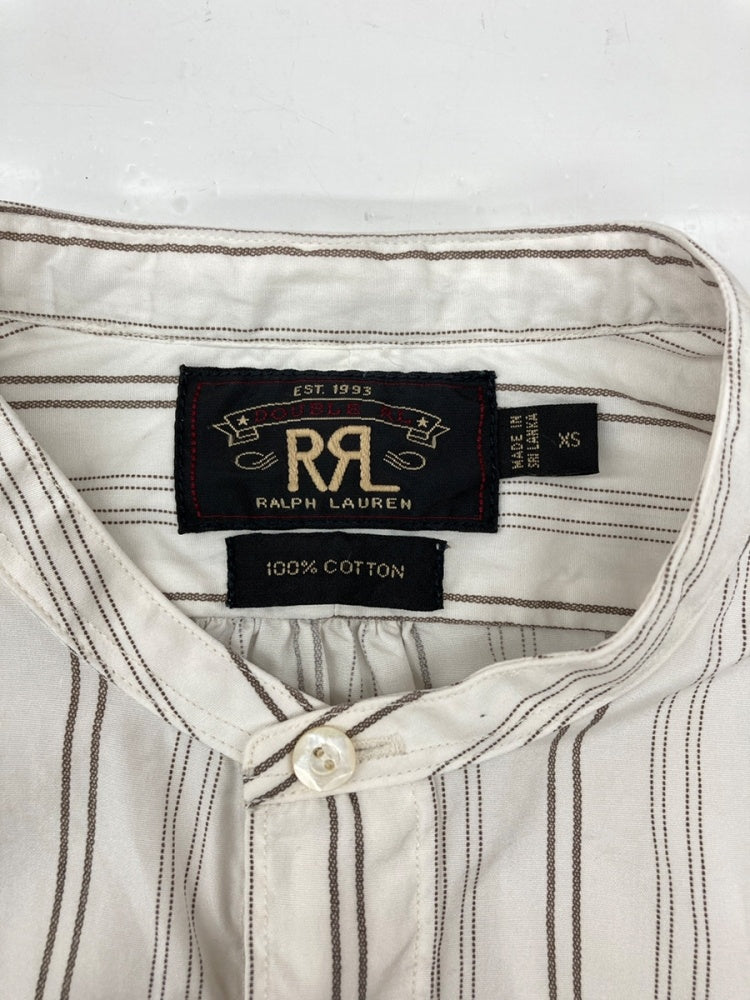 EST. 1993
DOUBLE RL
RRL
RALPH LAUREN
MADE IN
SRI LANKA
XS
100% COTTON